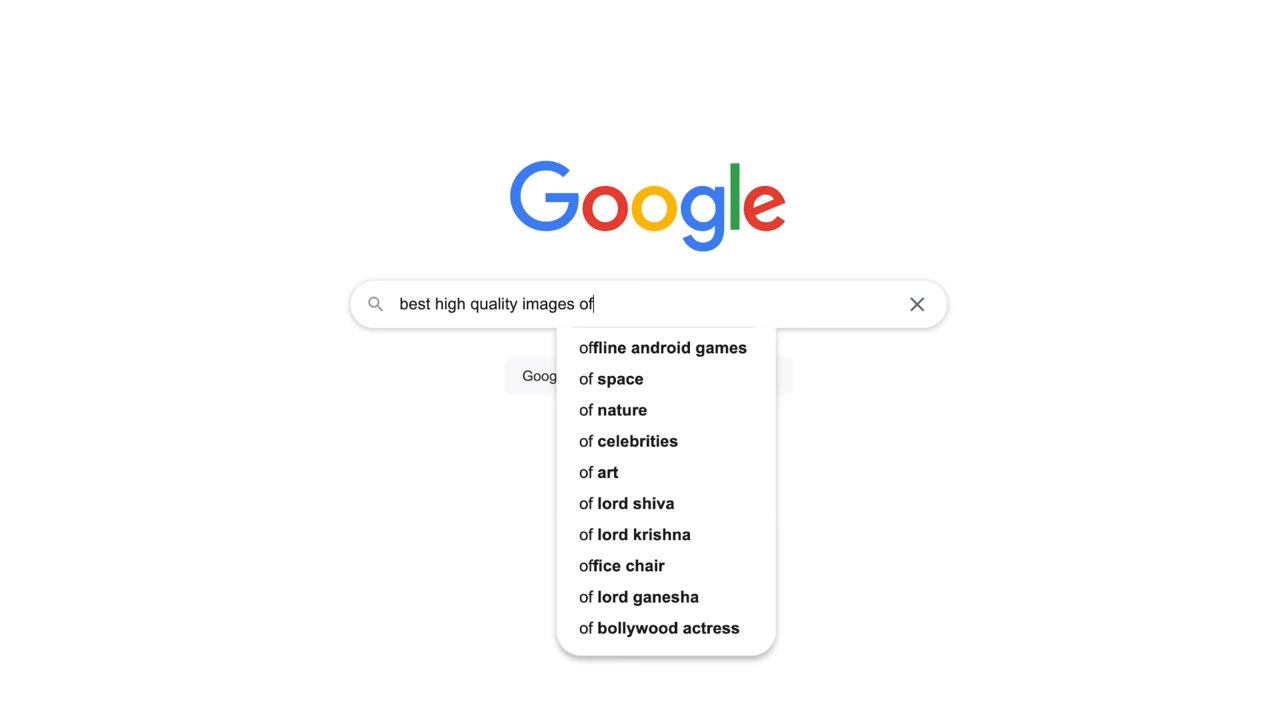 Google
best high quality images of
offline android games
Goog
of space
of nature
of celebrities
of art
of lord shiva
of lord krishna
office chair
of lord ganesha
of bollywood actress